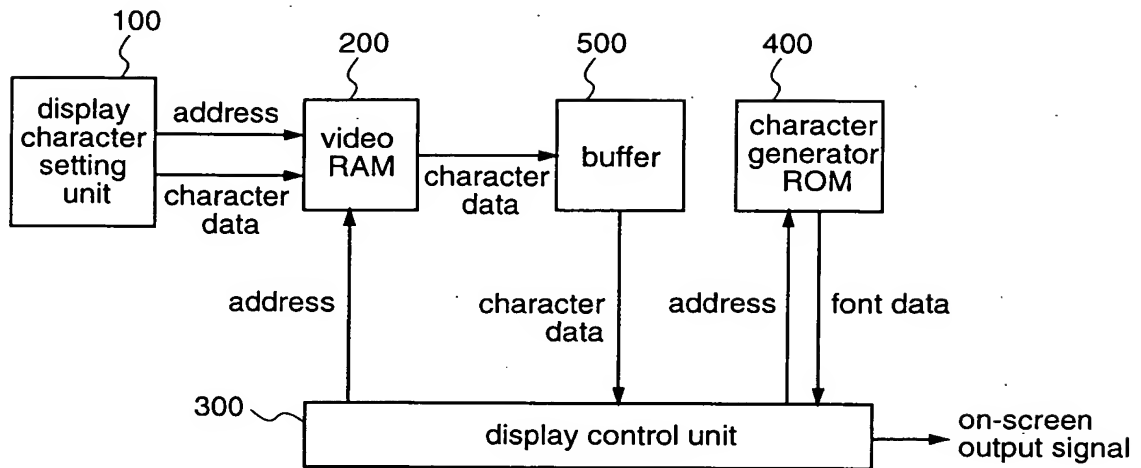 100
200
500
400
display
character
setting
unit
address
character
data
video
RAM
character
data
buffer
character
generator
ROM
address
character
data
address
font data
300
display control unit
on-screen
output signal